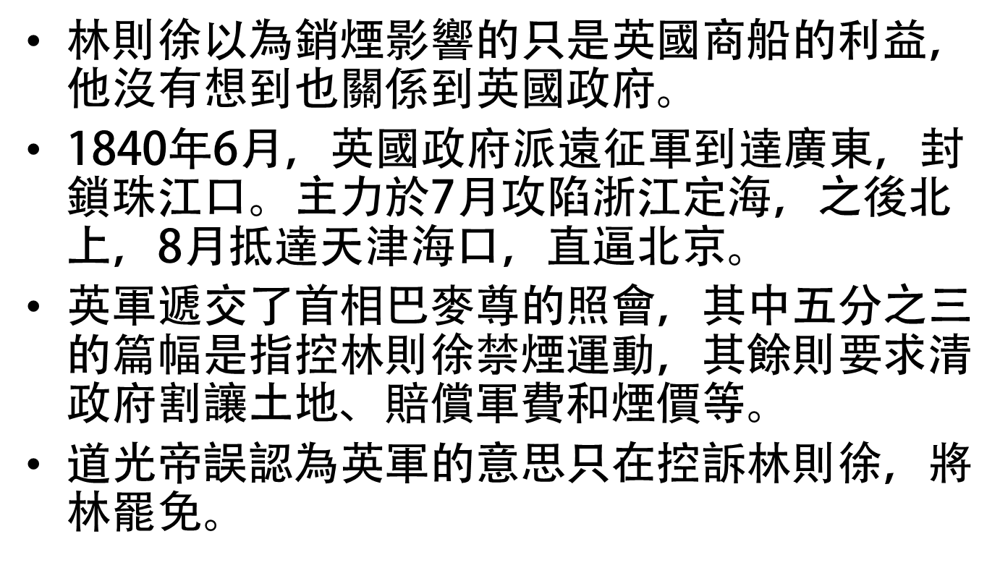 • 林則徐以為銷煙影響的只是英國商船的利益，
他沒有想到也關係到英國政府。
• 1840年6月，英國政府派遠征軍到達廣東，封
鎖珠江口。主力於7月攻陷浙江定海，之後北
上，8月抵達天津海口，直逼北京。
• 英軍遞交了首相巴麥尊的照會，其中五分之三
的篇幅是指控林則徐禁煙運動，其餘則要求清
政府割讓土地、賠償軍費和煙價等。
• 道光帝誤認為英軍的意思只在控訴林則徐，將
林罷免。